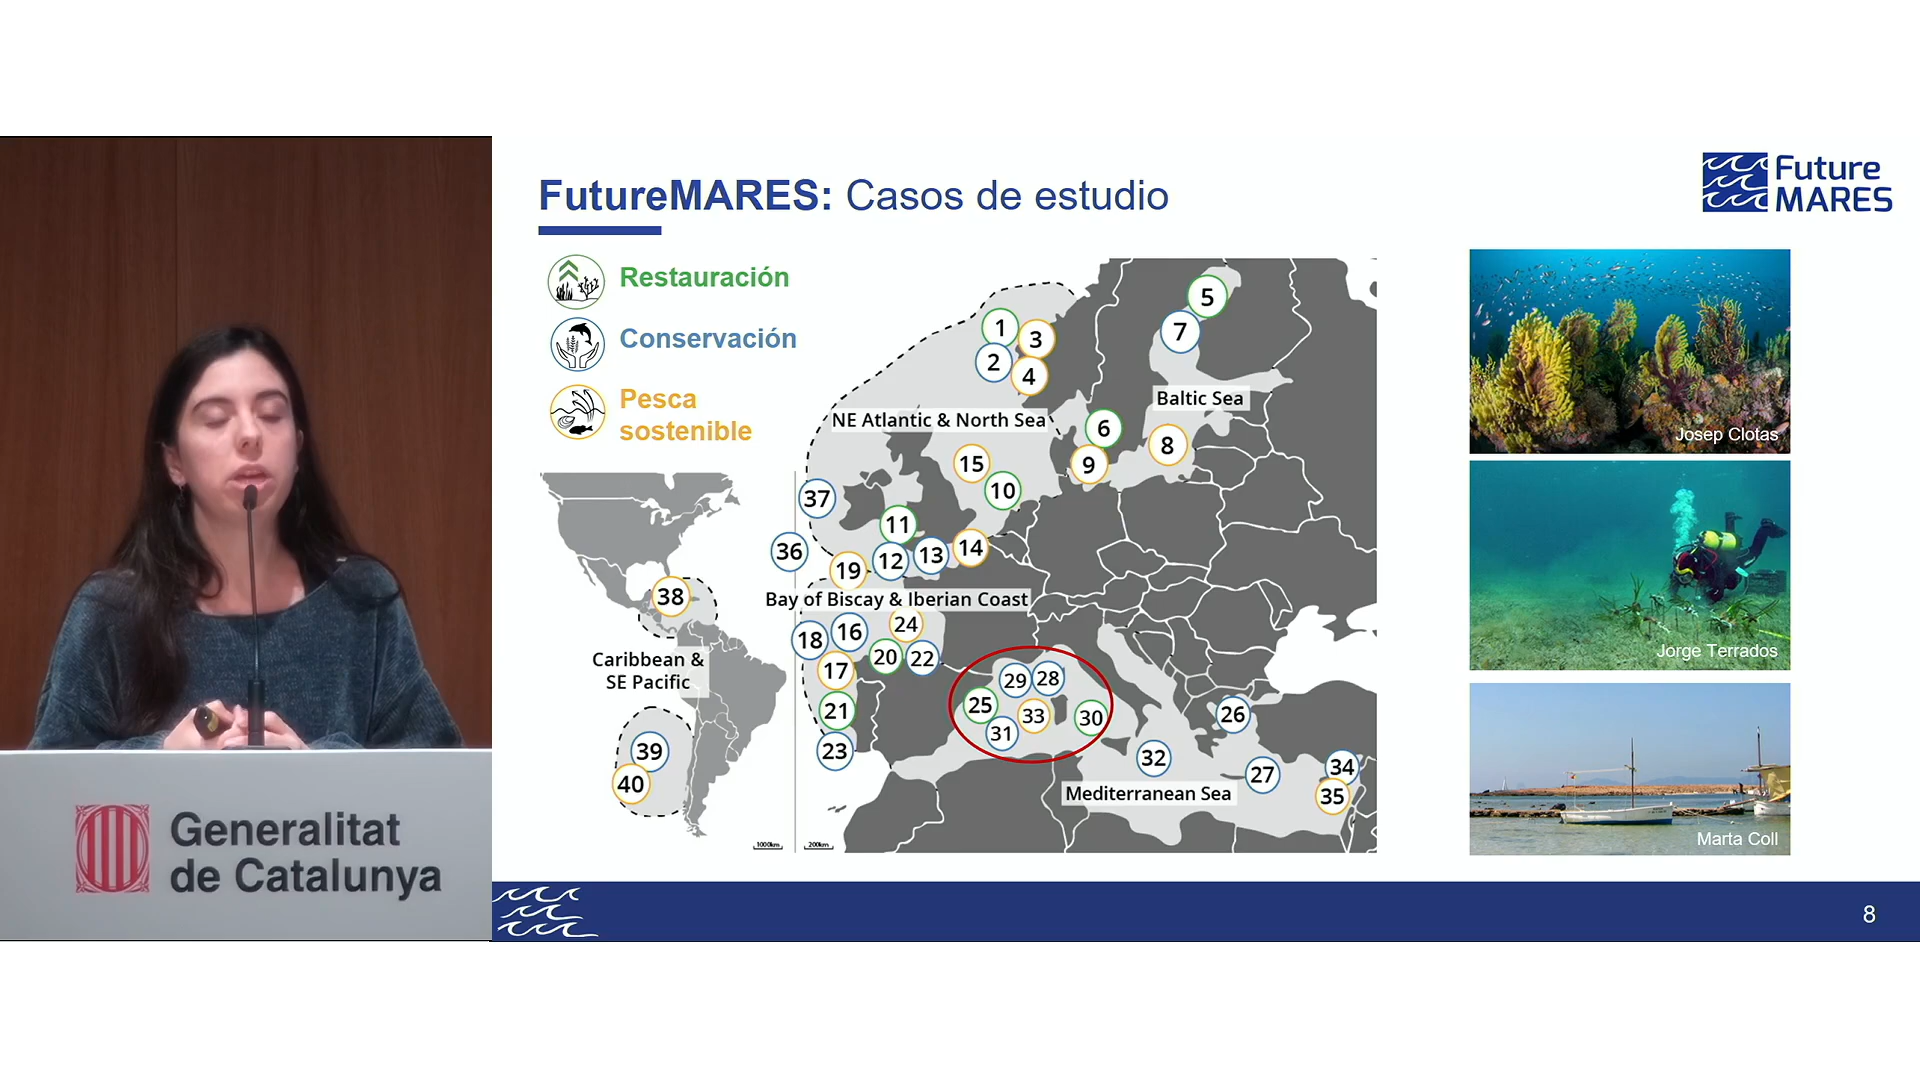 FutureMARES: Casos de estudio
Future
MARES
Restauración
Conservación
Pesca
sostenible
NE Atlantic & North Sea
Baltic Sea
Bay of Biscay & Iberian Coast
Caribbean &
SE Pacific
Mediterranean Sea
1
2
3
4
5
7
6
8
9
15
10
37
11
36
19
12
13
14
38
18
16
24
20
22
17
21
23
29
28
25
33
30
31
26
32
27
34
35
39
40
1000km
200km
Josep Clotas
Jorge Terrados
Marta Coll
Generalitat
de Catalunya
8